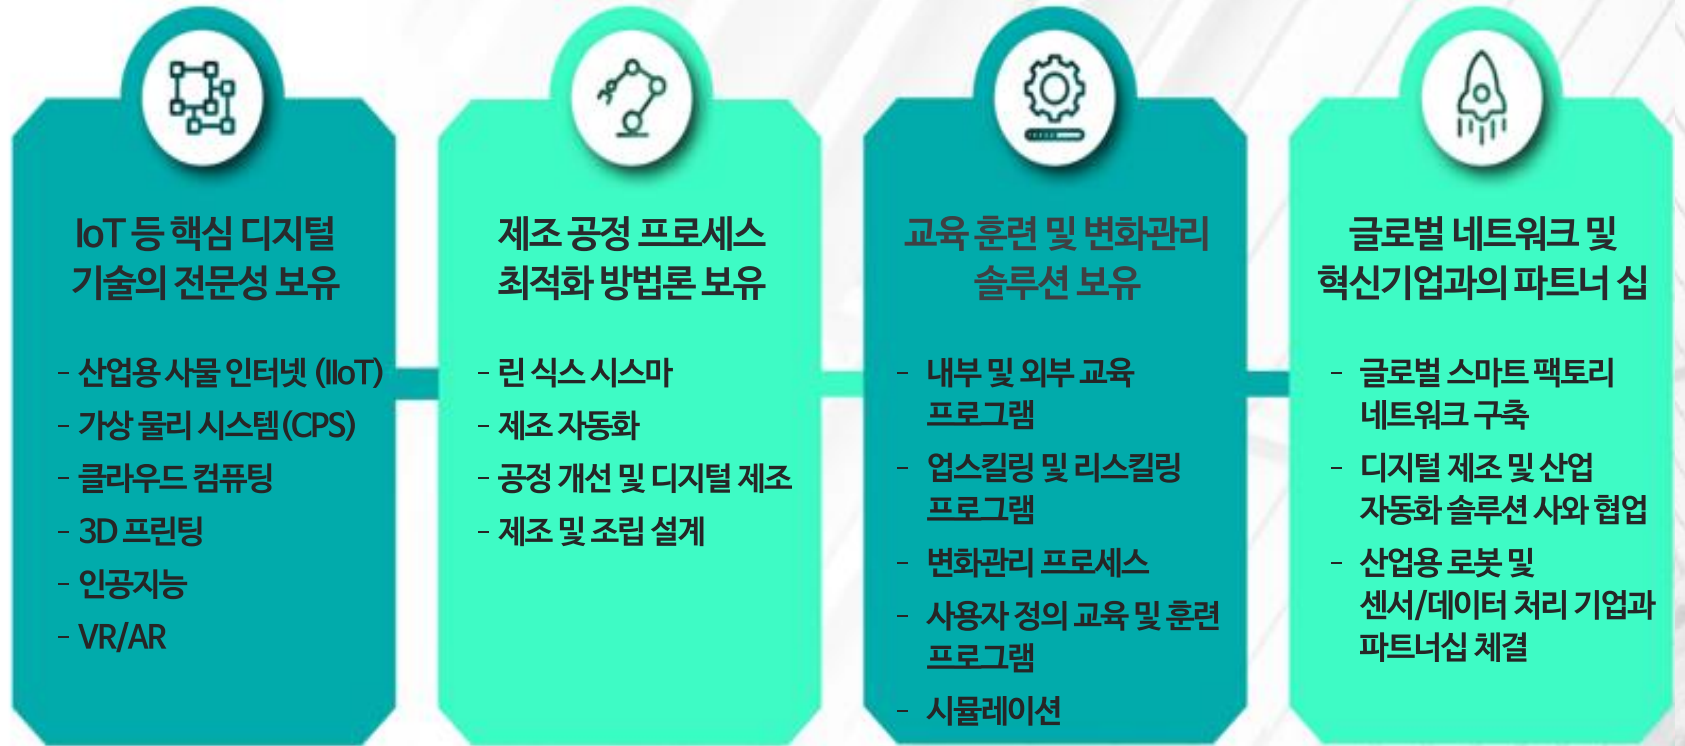 IoT 등 핵심 디지털
기술의 전문성 보유
- 산업용 사물 인터넷 (IIoT)
- 가상 물리 시스템(CPS)
- 클라우드 컴퓨팅
- 3D 프린팅
- 인공지능
- VR/AR
제조 공정 프로세스
최적화 방법론 보유
- 린 식스 시스마
- 제조 자동화
- 공정 개선 및 디지털 제조
- 제조 및 조립 설계
교육 훈련 및 변화관리
솔루션 보유
- 내부 및 외부 교육
프로그램
- 업스킬링 및 리스킬링
프로그램
- 변화관리 프로세스
- 사용자 정의 교육 및 훈련
프로그램
- 시뮬레이션
글로벌 네트워크 및
혁신기업과의 파트너 십
- 글로벌 스마트 팩토리
네트워크 구축
- 디지털 제조 및 산업
자동화 솔루션 사와 협업
- 산업용 로봇 및
센서/데이터 처리 기업과
파트너십 체결